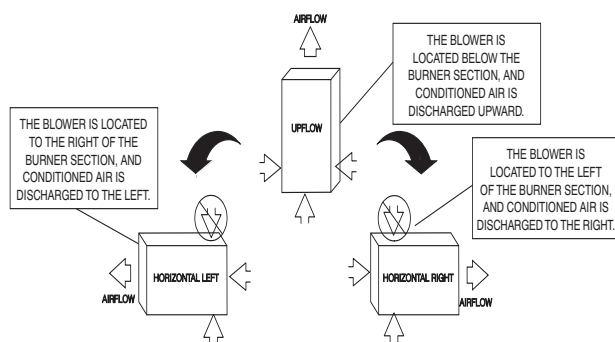 AIRFLOW
THE BLOWER IS
LOCATED BELOW THE
BURNER SECTION, AND
CONDITIONED AIR IS
DISCHARGED UPWARD.
UPFLOW
THE BLOWER IS LOCATED
TO THE RIGHT OF THE
BURNER SECTION, AND
CONDITIONED AIR IS
DISCHARGED TO THE LEFT.
THE BLOWER IS
LOCATED TO THE LEFT
OF THE BURNER SECTION,
AND CONDITIONED AIR IS
DISCHARGED TO THE RIGHT.
HORIZONTAL LEFT
AIRFLOW
HORIZONTAL RIGHT
AIRFLOW